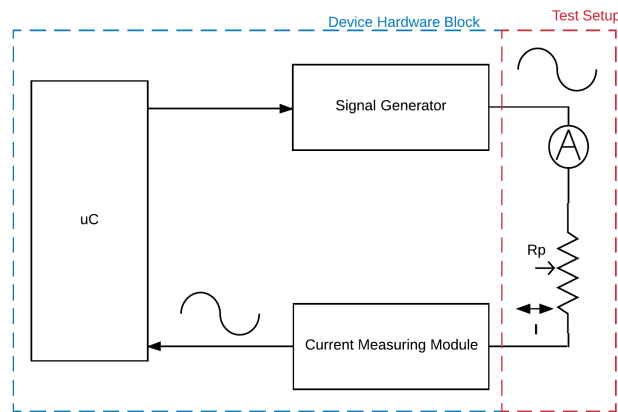 Device Hardware Block
Test Setup
Signal Generator
A
uC
Rp
I
Current Measuring Module